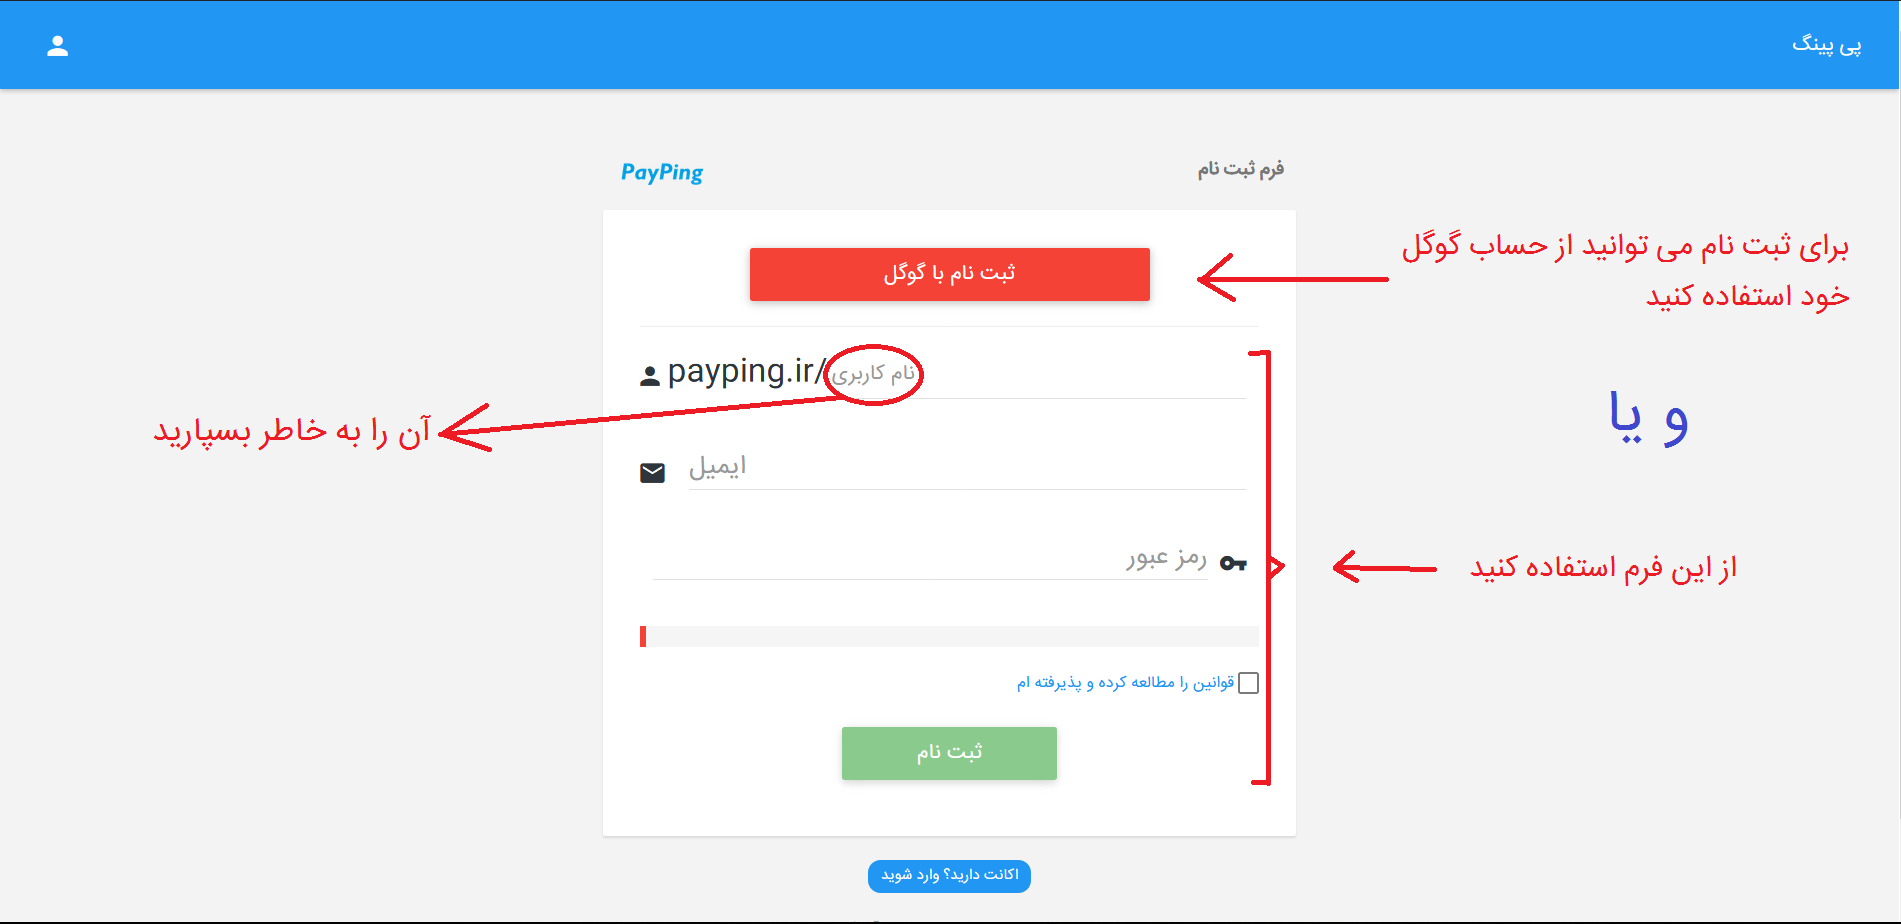 پی پینگ
فرم ثبت نام
PayPing
ثبت نام با گوگل
برای ثبت نام می توانید از حساب گوگل
خود استفاده کنید
payping.ir/ نام کاربری
و یا
آن را به خاطر بسپارید
ایمیل
رمز عبور
از این فرم استفاده کنید
قوانین را مطالعه کرده و پذیرفته ام
ثبت نام
اکانت دارید؟ وارد شوید